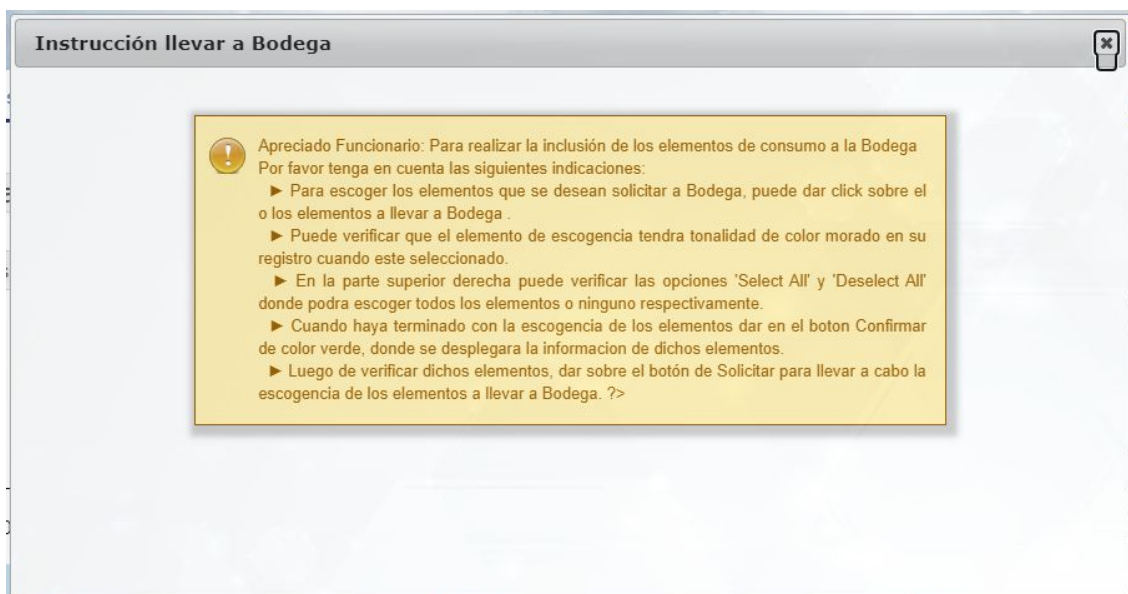 Instrucción llevar a Bodega
Apreciado Funcionario: Para realizar la inclusión de los elementos de consumo a la Bodega
Por favor tenga en cuenta las siguientes indicaciones:
► Para escoger los elementos que se desean solicitar a Bodega, puede dar click sobre el
o los elementos a llevar a Bodega .
► Puede verificar que el elemento de escogencia tendra tonalidad de color morado en su
registro cuando este seleccionado.
► En la parte superior derecha puede verificar las opciones 'Select All' y 'Deselect All'
donde podra escoger todos los elementos o ninguno respectivamente.
► Cuando haya terminado con la escogencia de los elementos dar en el boton Confirmar
de color verde, donde se desplegara la informacion de dichos elementos.
► Luego de verificar dichos elementos, dar sobre el botón de Solicitar para llevar a cabo la
escogencia de los elementos a llevar a Bodega. ?>